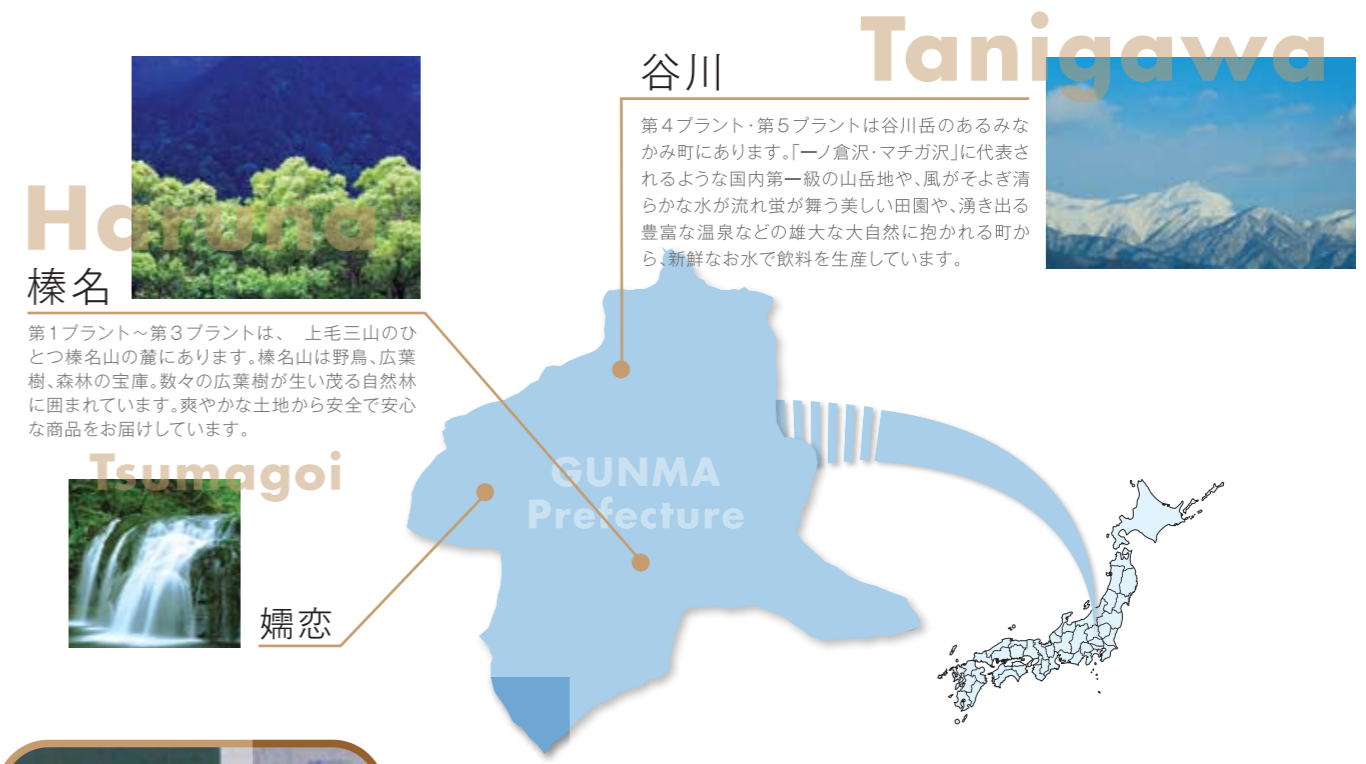 Tanigawa
谷川
第4プラント・第5プラントは谷川岳のあるみな
かみ町にあります。「一ノ倉沢・マチガ沢」に代表さ
れるような国内第一級の山岳地や、風がそよぎ清
らかな水が流れ蛍が舞う美しい田園や、湧き出る
豊富な温泉などの雄大な大自然に抱かれる町か
ら、新鮮なお水で飲料を生産しています。
Haruna
榛名
第1プラント～第3プラントは、 上毛三山のひ
とつ榛名山の麓にあります。榛名山は野鳥、広葉
樹、森林の宝庫。数々の広葉樹が生い茂る自然林
に囲まれています。爽やかな土地から安全で安心
な商品をお届けしています。
Tsumagoi
嬬恋
GUNMA
Prefecture